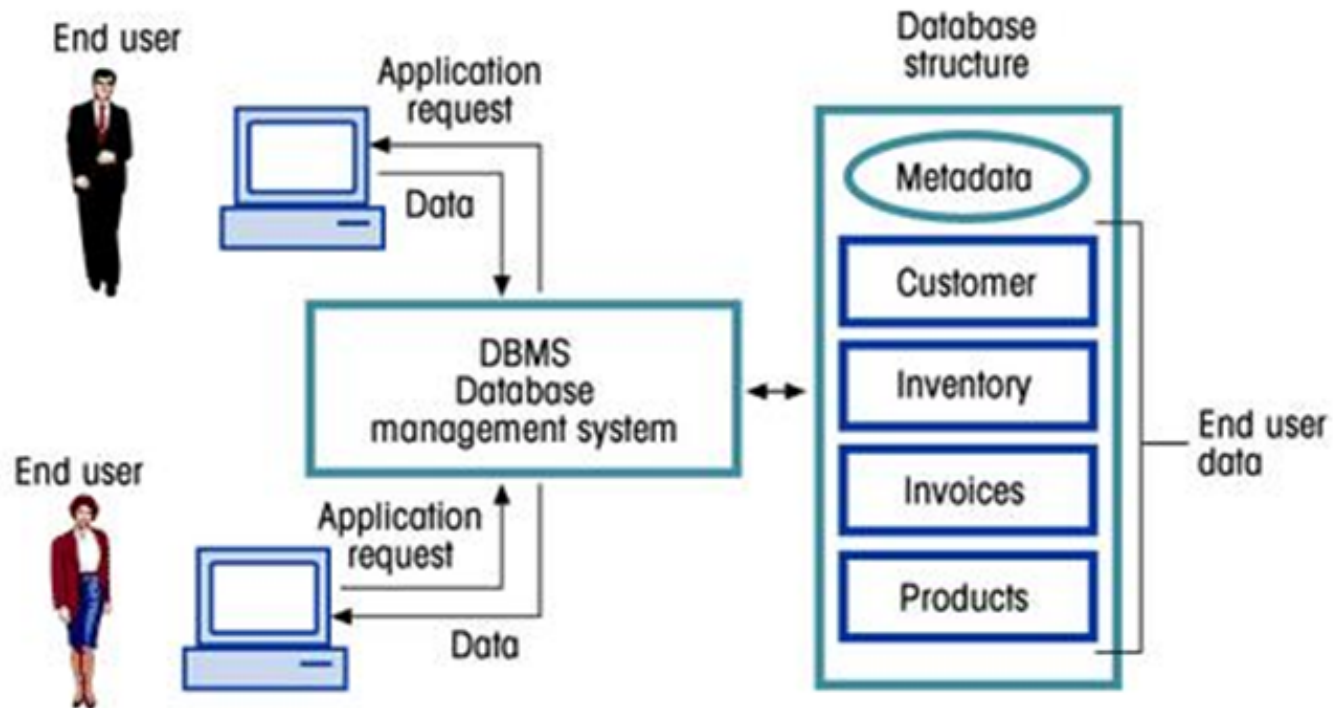 End user
Application
request
Data
DBMS
Database
management system
End user
Application
request
Data
Database
structure
Metadata
Customer
Inventory
Invoices
Products
End user
data